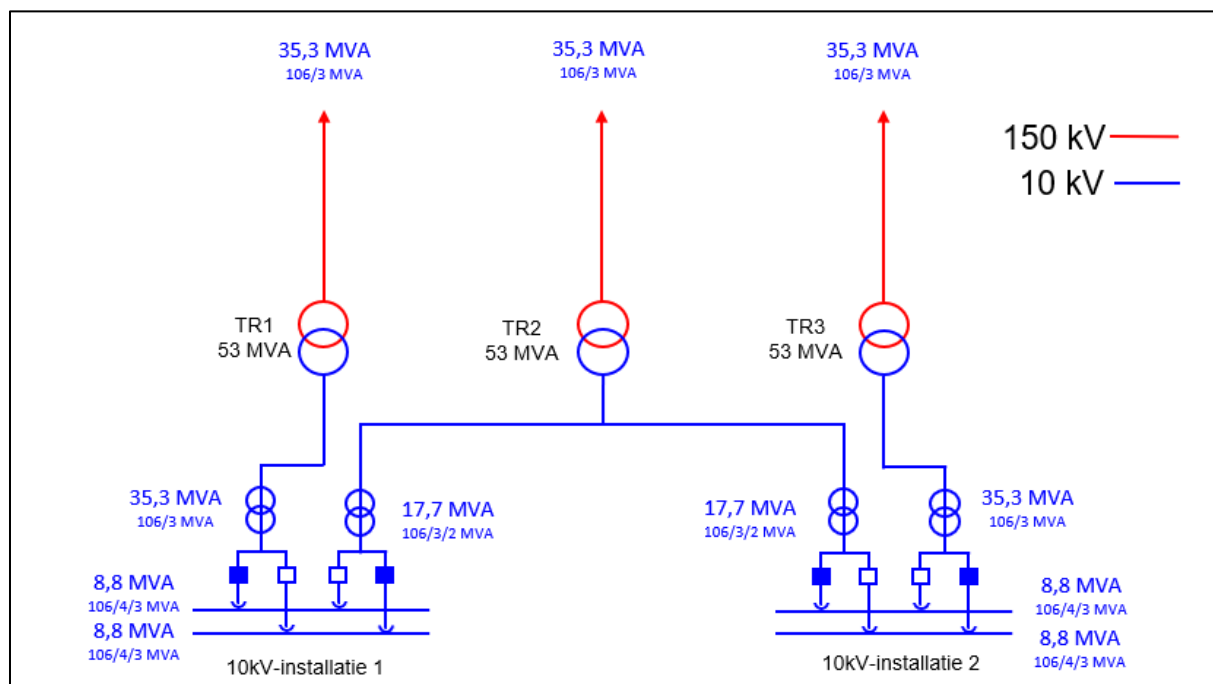 35,3 MVA
106/3 MVA
35,3 MVA
106/3 MVA
35,3 MVA
106/3 MVA
150 kV
10 kV
TR1
53 MVA
TR2
53 MVA
TR3
53 MVA
35,3 MVA
106/3 MVA
17,7 MVA
106/3/2 MVA
17,7 MVA
106/3/2 MVA
35,3 MVA
106/3 MVA
8,8 MVA
106/4/3 MVA
8,8 MVA
106/4/3 MVA
8,8 MVA
106/4/3 MVA
8,8 MVA
106/4/3 MVA
10kV-installatie 1
10kV-installatie 2